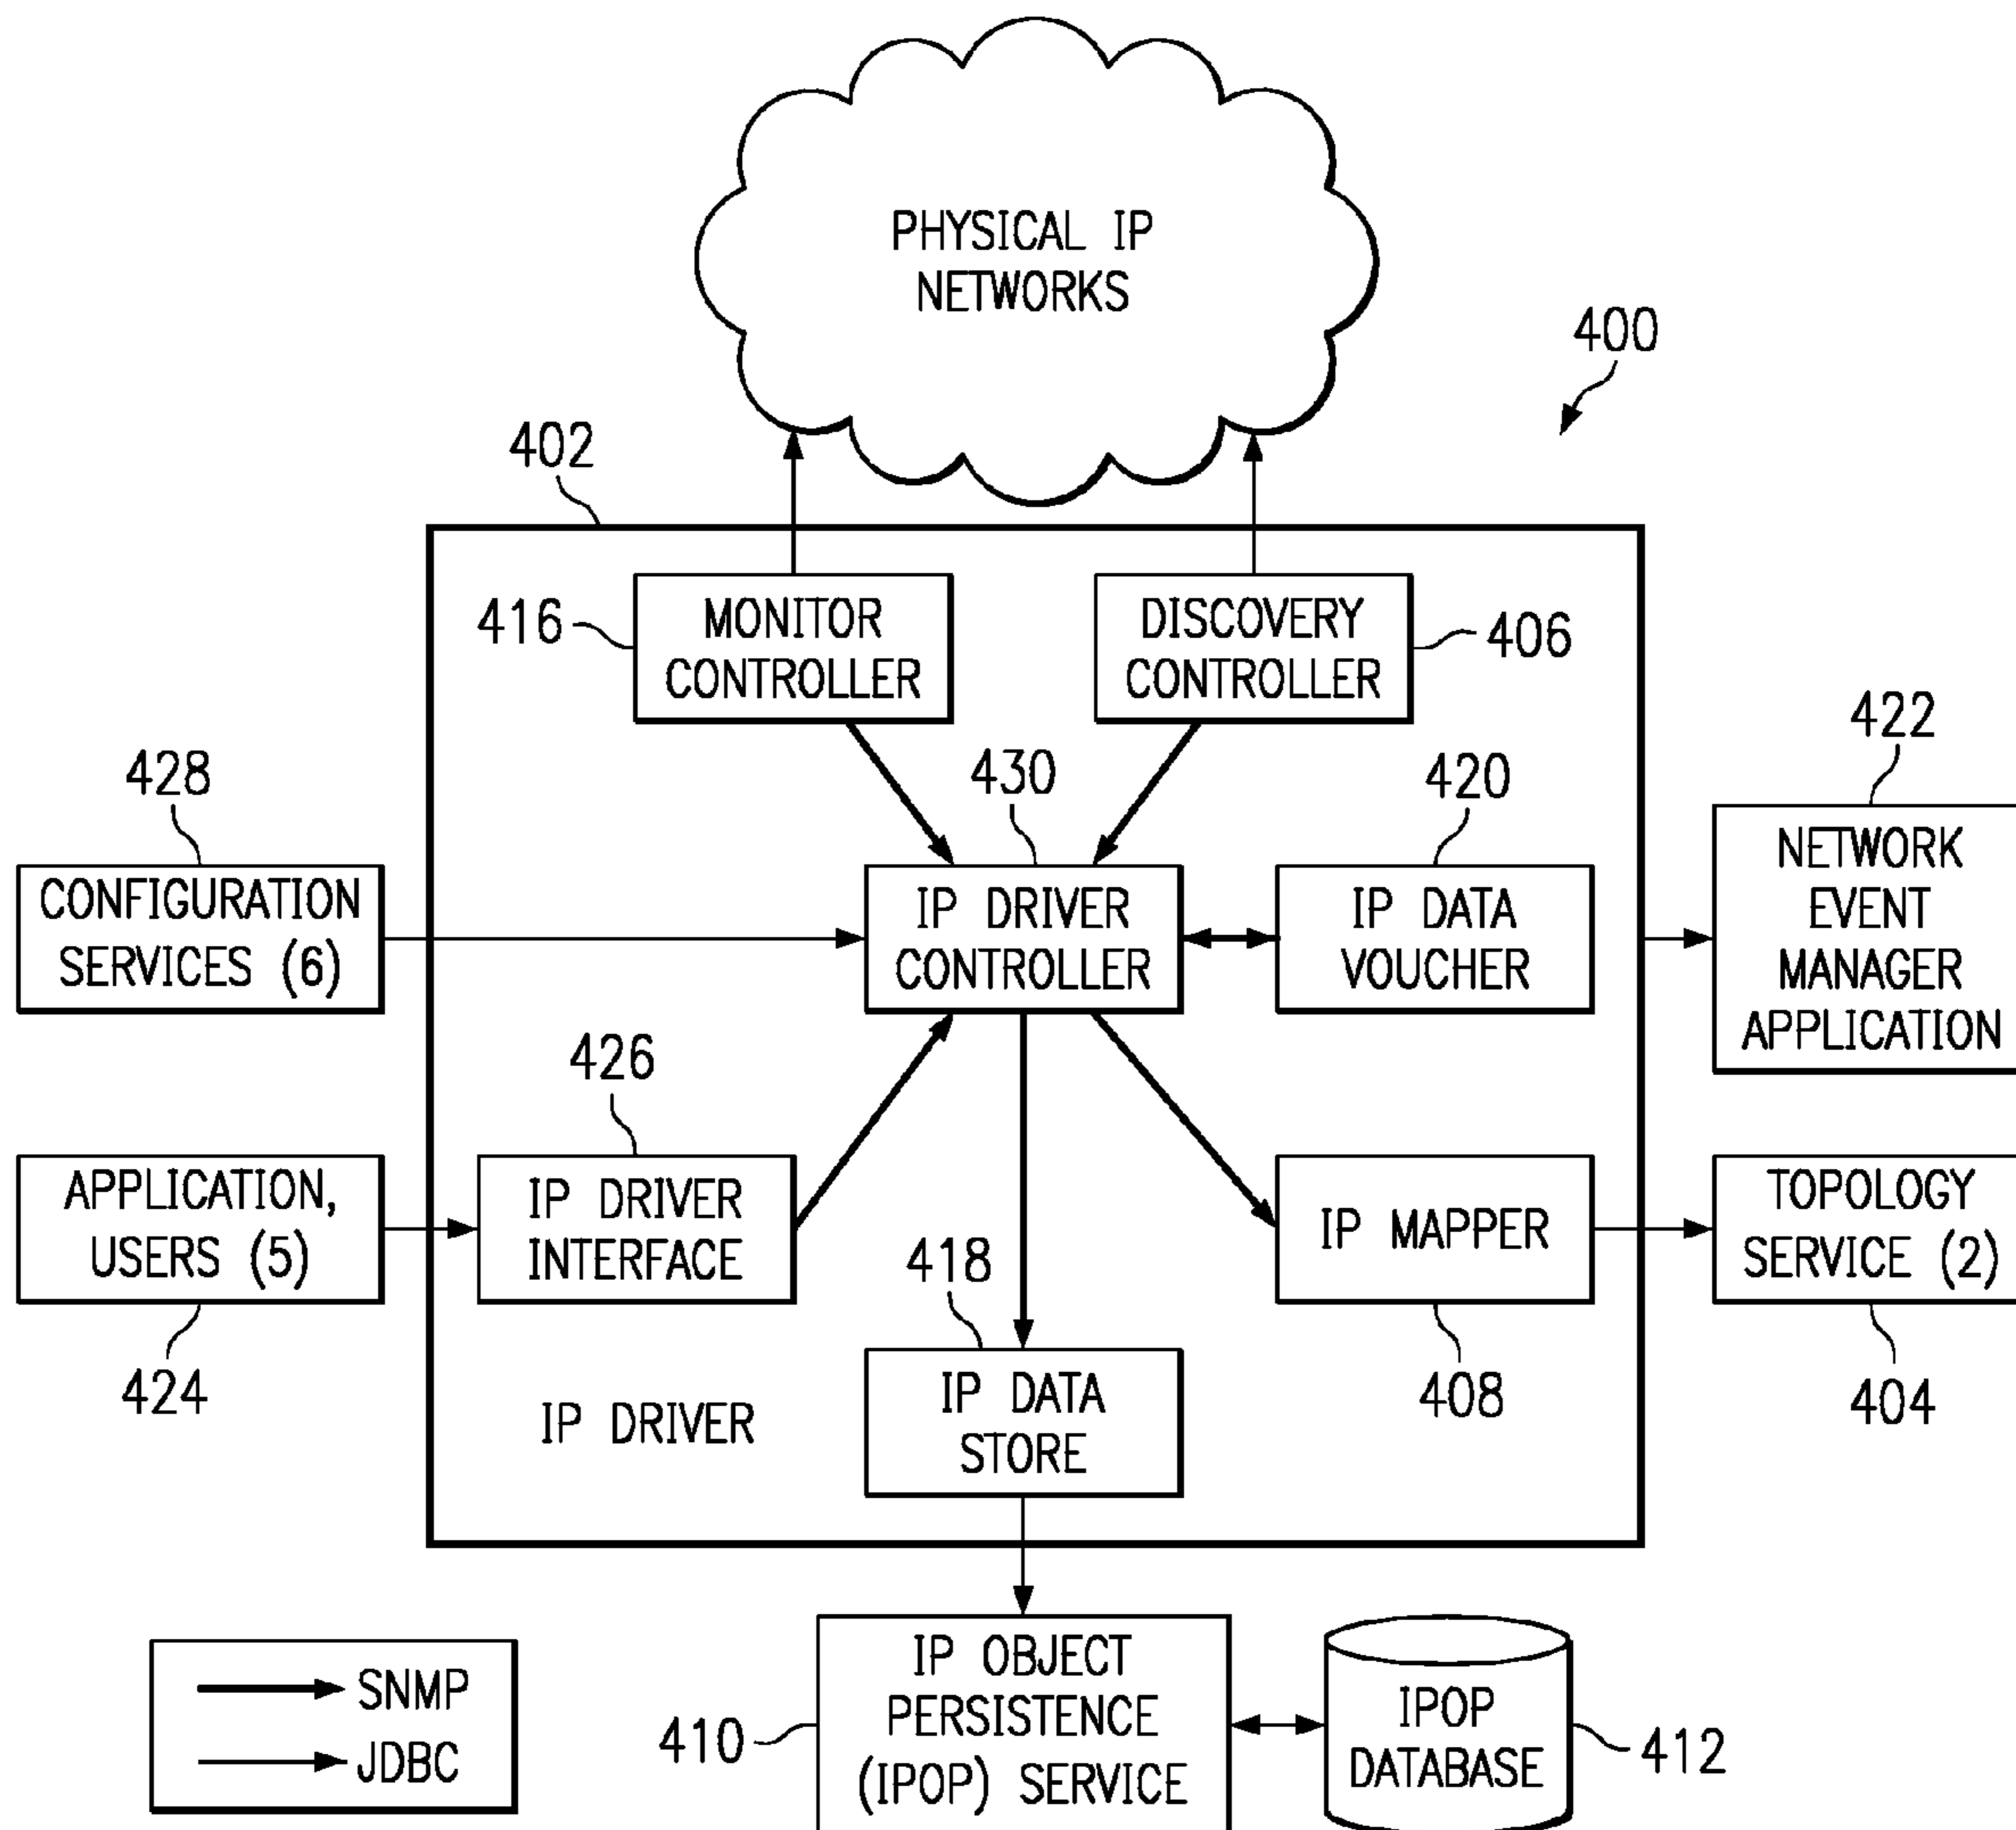 PHYSICAL IP
NETWORKS
400
402
MONITOR
CONTROLLER
416
DISCOVERY
CONTROLLER
406
422
428
430
420
CONFIGURATION
SERVICES (6)
IP DRIVER
CONTROLLER
IP DATA
VOUCHER
NETWORK
EVENT
MANAGER
APPLICATION
426
APPLICATION,
USERS (5)
IP DRIVER
INTERFACE
418
IP MAPPER
TOPOLOGY
SERVICE (2)
424
IP DRIVER
IP DATA
STORE
408
404
SNMP
JDBC
410
IP OBJECT
PERSISTENCE
(IPOP) SERVICE
IPOP
DATABASE
412